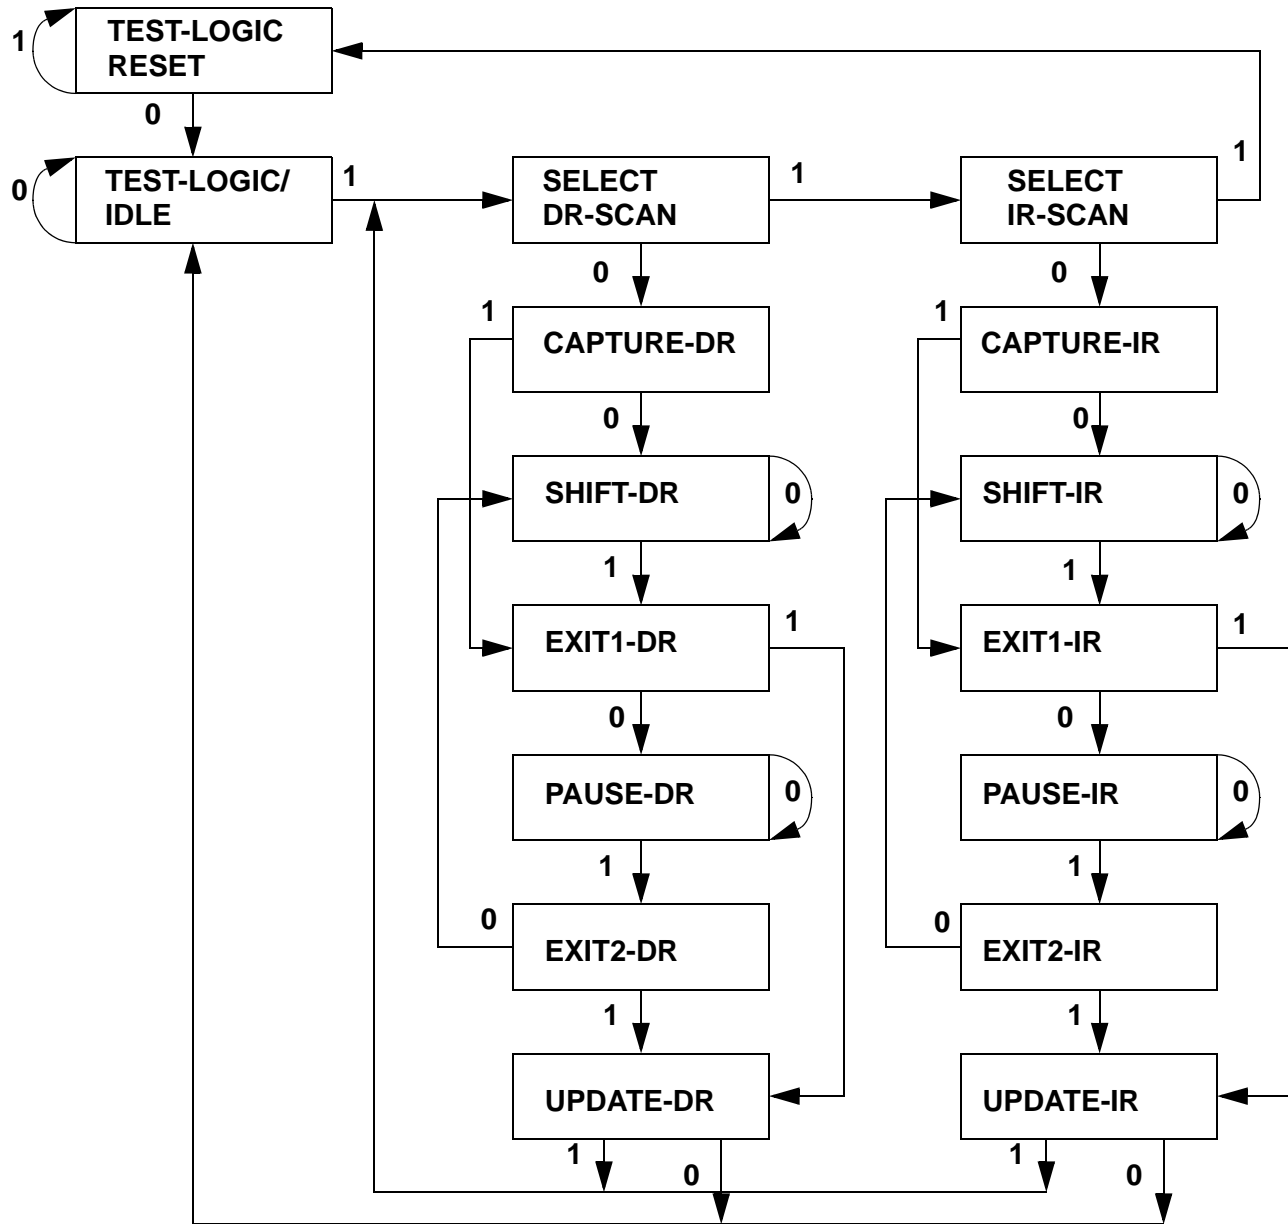 1
TEST-LOGIC
RESET
0
0
TEST-LOGIC/
IDLE
1
SELECT
DR-SCAN
1
SELECT
IR-SCAN
1
0
0
1
CAPTURE-DR
1
CAPTURE-IR
0
0
SHIFT-DR
0
SHIFT-IR
0
1
1
EXIT1-DR
1
EXIT1-IR
1
0
0
PAUSE-DR
0
PAUSE-IR
0
1
1
0
EXIT2-DR
0
EXIT2-IR
1
1
UPDATE-DR
UPDATE-IR
1
0
1
0